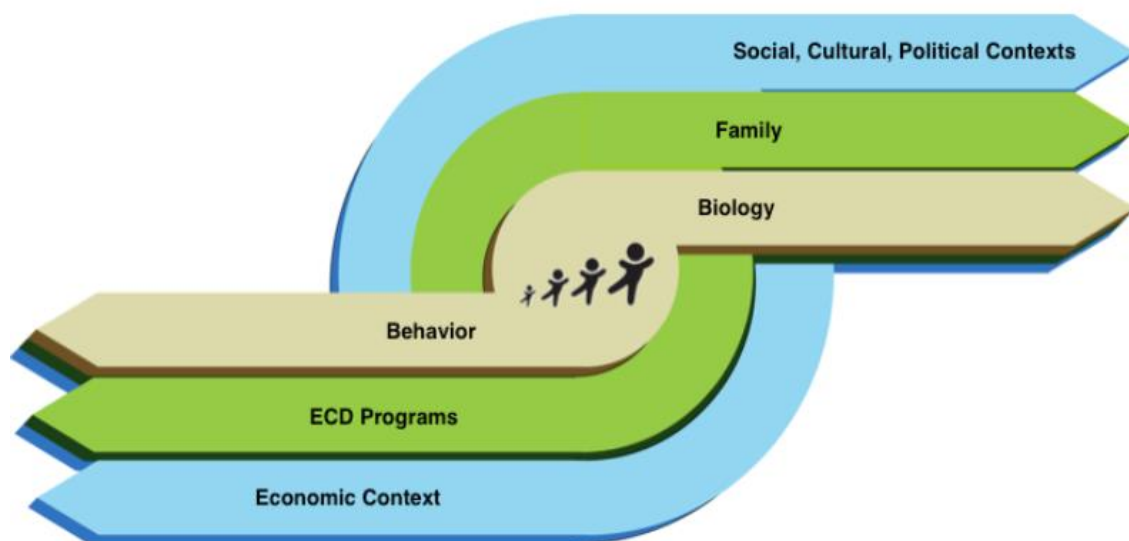 Social, Cultural, Political Contexts
Family
Biology
Behavior
ECD Programs
Economic Context